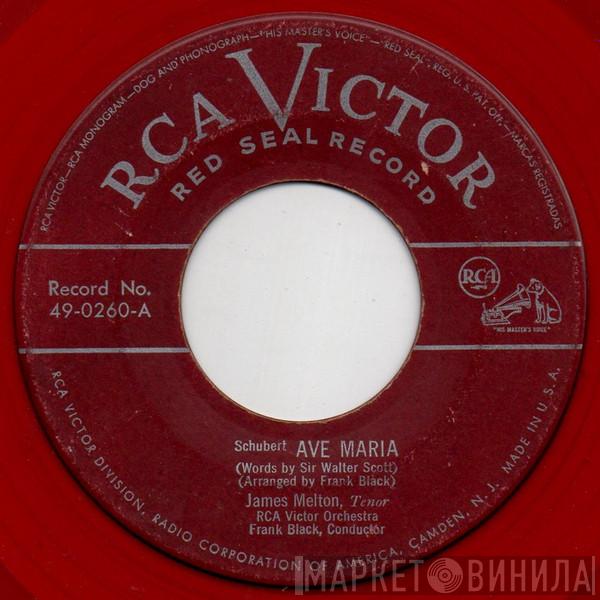 RCA VICTOR—RCA MONOGRAM—DOG AND PHONOGRAPH—"HIS MASTER'S VOICE"—RED SEAL, REG. U.S. PAT. OFF.—MARCAS REGISTRADAS
RCA VICTOR
RED SEAL RECORD
Record No.
49-0260-A
RCA
"HIS MASTER'S VOICE"
Schubert AVE MARIA
(Words by Sir Walter Scott)
(Arranged by Frank Black)
James Melton, Tenor
RCA Victor Orchestra
Frank Black, Conductor
RCA VICTOR DIVISION, RADIO CORPORATION OF AMERICA, CAMDEN, N. J. MADE IN U. S. A.
МАРКЕТ ВИНИЛА